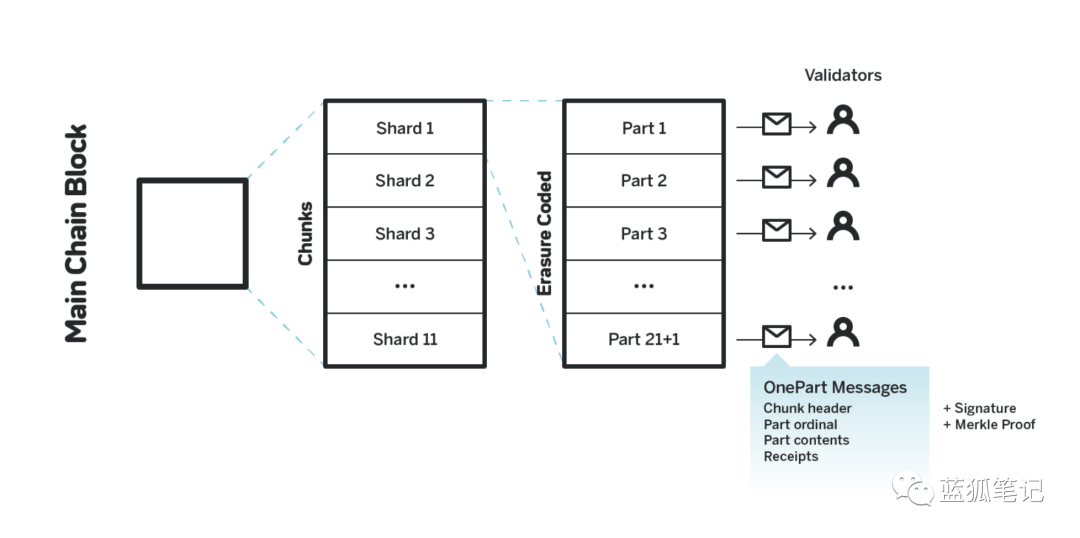 Main Chain Block
Chunks
Shard 1
Shard 2
Shard 3
...
Shard 11
Erasure Coded
Part 1
Part 2
Part 3
...
Part 21+1
Validators
...
OnePart Messages
Chunk header
Part ordinal
Part contents
Receipts
+ Signature
+ Merkle Proof
蓝狐笔记